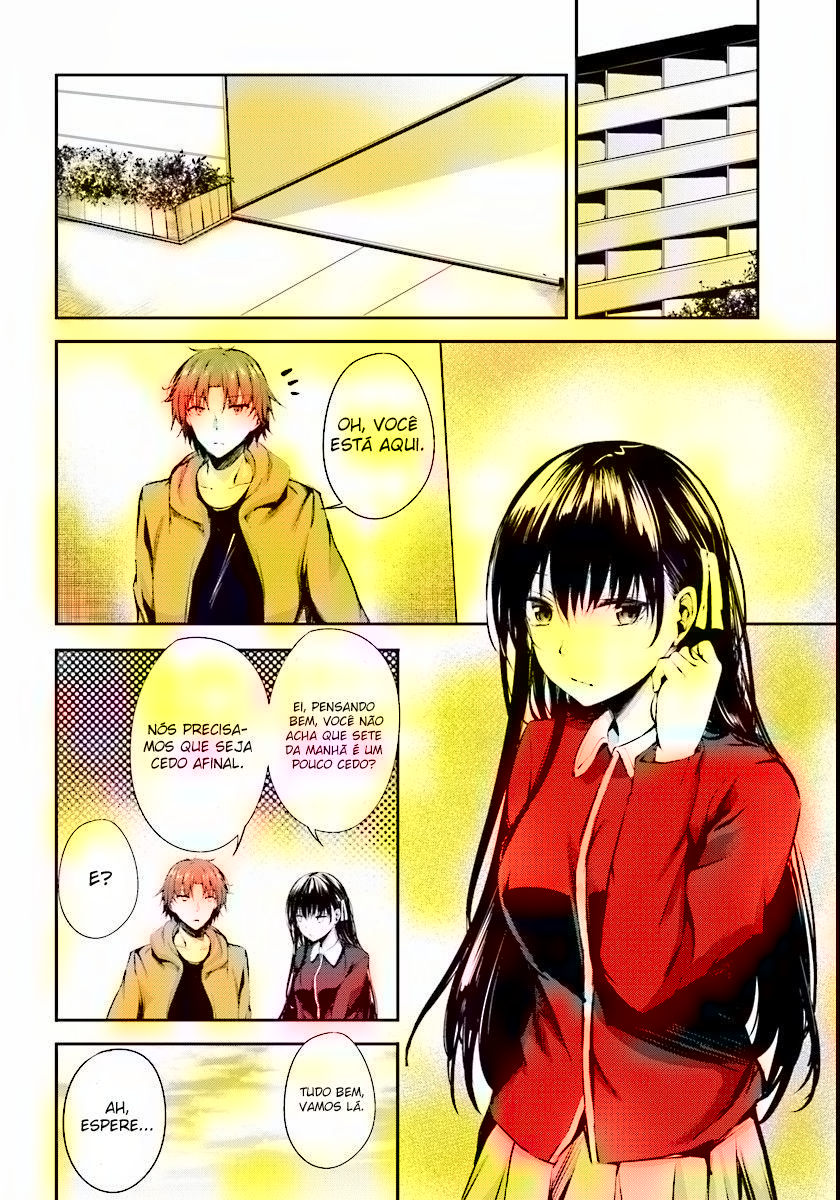 OH, VOCÊ
ESTÁ AQUI.
EI, PENSANDO
BEM, VOCÊ NÃO
ACHA QUE SETE
DA MANHÃ É UM
POUCO CEDO?
NÓS PRECISA-
MOS QUE SEJA
CEDO AFINAL.
E?
TUDO BEM,
VAMOS LÁ.
AH,
ESPERE...